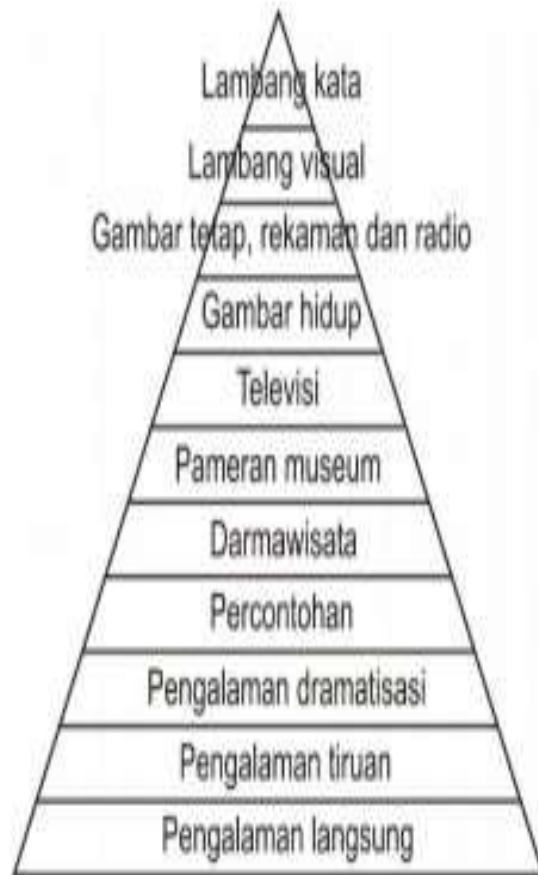 Lambang kata
Lambang visual
Gambar tetap, rekaman dan radio
Gambar hidup
Televisi
Pameran museum
Darmawisata
Percontohan
Pengalaman dramatisasi
Pengalaman tiruan
Pengalaman langsung